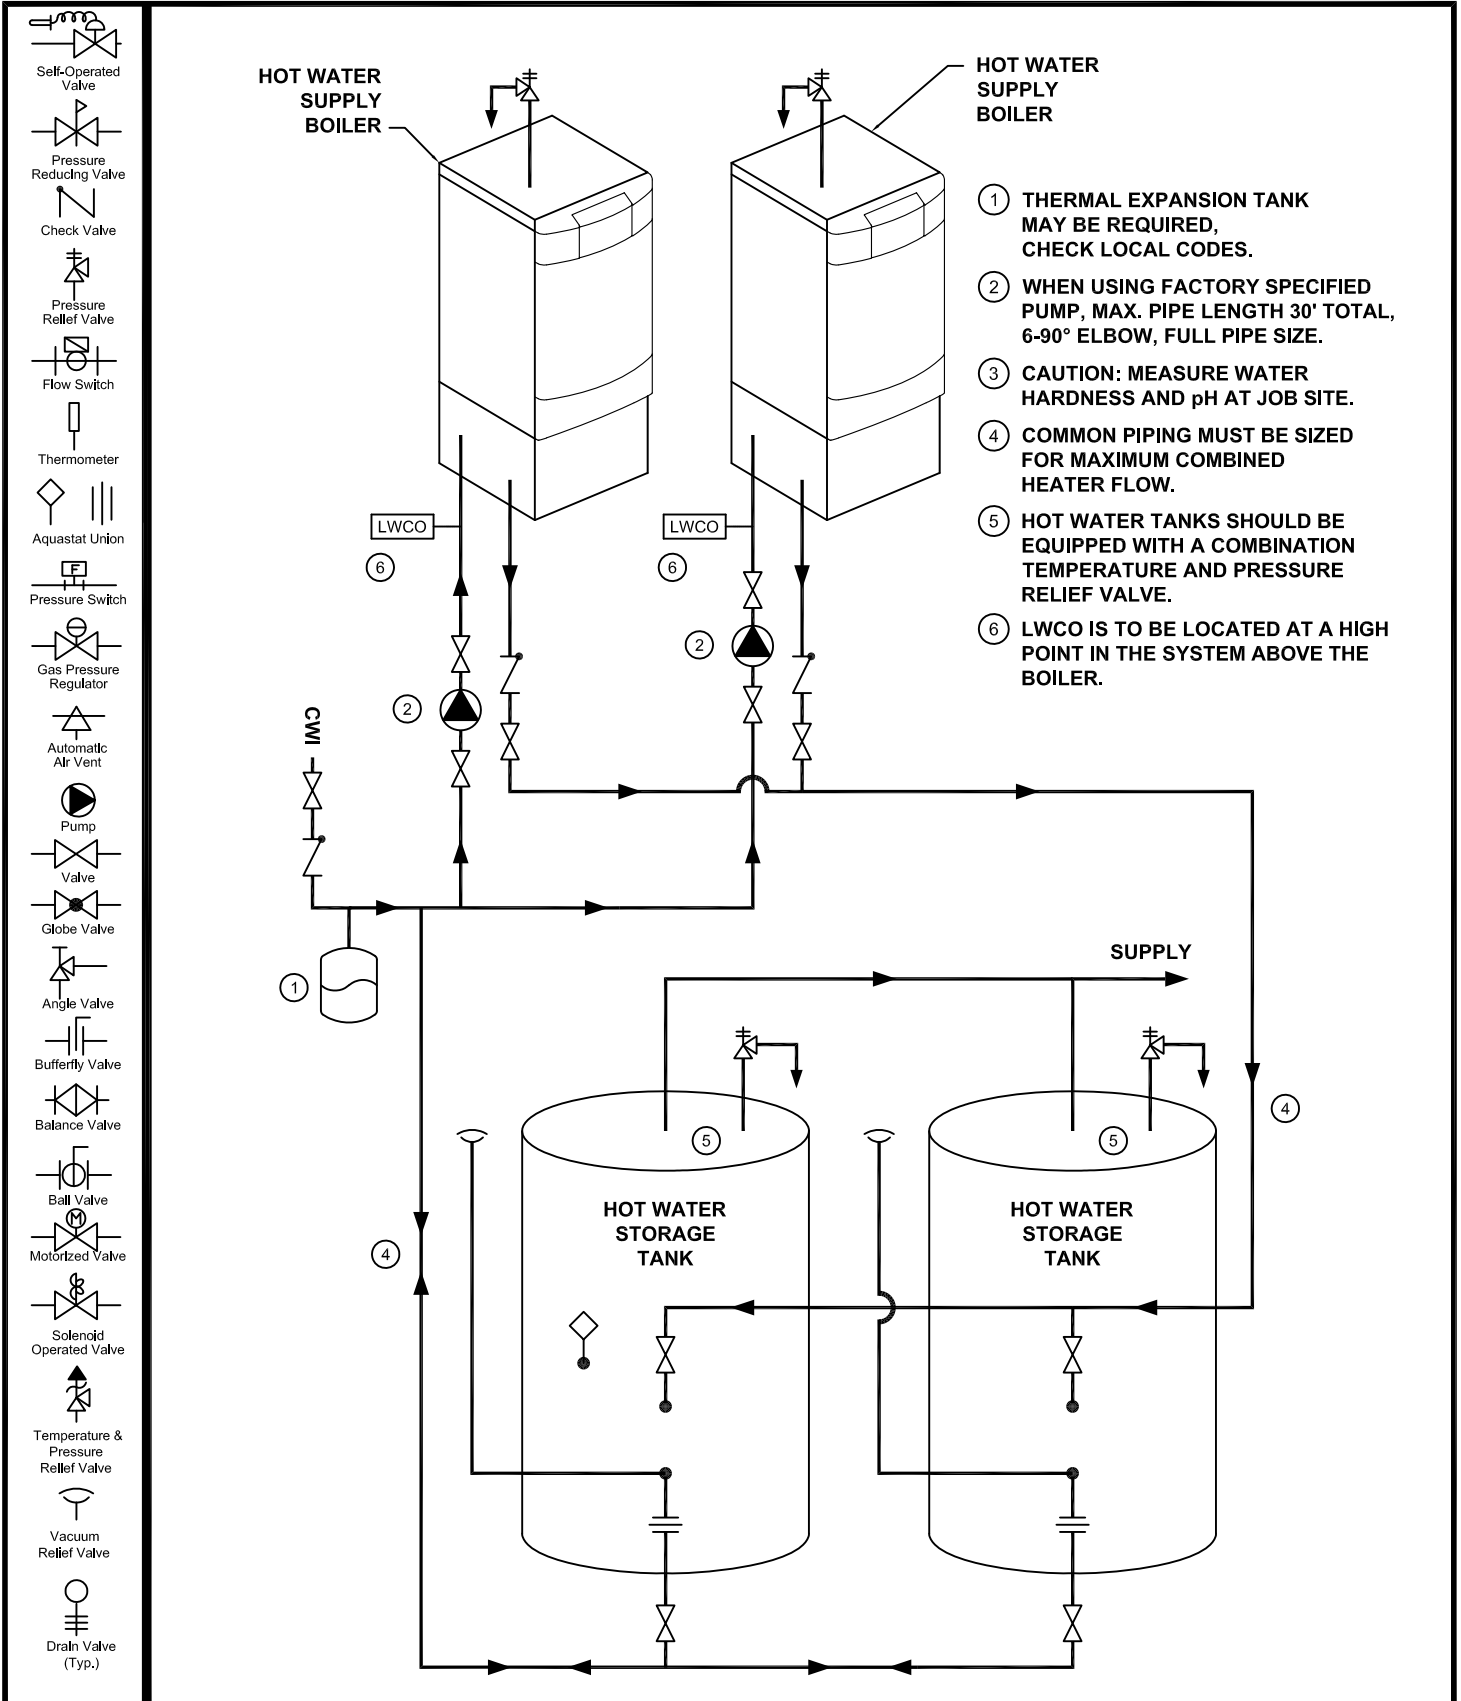 Self-Operated
Valve
Pressure
Reducing Valve
Check Valve
Pressure
Relief Valve
Flow Switch
Thermometer
Aquastat Union
F
Pressure Switch
Gas Pressure
Regulator
Automatic
Air Vent
Pump
Valve
Globe Valve
Angle Valve
Bufferfly Valve
Balance Valve
Ball Valve
M
Motorized Valve
Solenoid
Operated Valve
Temperature &
Pressure
Relief Valve
Vacuum
Relief Valve
Drain Valve
(Typ.)
HOT WATER
SUPPLY
BOILER
HOT WATER
SUPPLY
BOILER
1 THERMAL EXPANSION TANK
MAY BE REQUIRED,
CHECK LOCAL CODES.
2 WHEN USING FACTORY SPECIFIED
PUMP, MAX. PIPE LENGTH 30' TOTAL,
6-90° ELBOW, FULL PIPE SIZE.
3 CAUTION: MEASURE WATER
HARDNESS AND pH AT JOB SITE.
4 COMMON PIPING MUST BE SIZED
FOR MAXIMUM COMBINED
HEATER FLOW.
5 HOT WATER TANKS SHOULD BE
EQUIPPED WITH A COMBINATION
TEMPERATURE AND PRESSURE
RELIEF VALVE.
6 LWCO IS TO BE LOCATED AT A HIGH
POINT IN THE SYSTEM ABOVE THE
BOILER.
LWCO
LWCO
6
6
2
2
CWI
1
SUPPLY
4
5
5
HOT WATER
STORAGE
TANK
HOT WATER
STORAGE
TANK
4